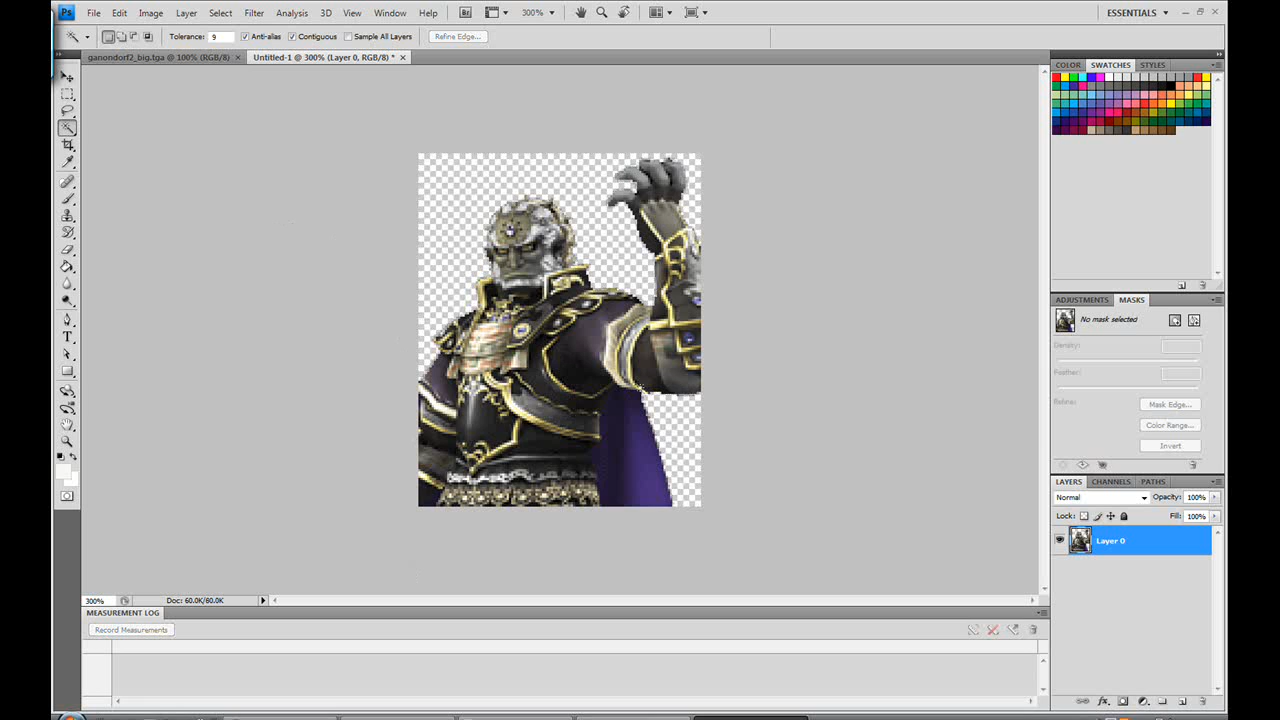 Ps File Edit Image Layer Select Filter Analysis 3D View Window Help 300% ESSENTIALS
Tolerance: 9 Anti-alias Contiguous Sample All Layers Refine Edge...
ganondorf2_big.tga @ 100% (RGB/8) Untitled-1 @ 300% (Layer 0, RGB/8) *
COLOR SWATCHES STYLES
ADJUSTMENTS MASKS
No mask selected
Density:
Feather:
Refine: Mask Edge...
Color Range...
Invert
LAYERS CHANNELS PATHS
Normal Opacity: 100%
Lock: Fill: 100%
Layer 0
300% Doc: 60.0K/60.0K
MEASUREMENT LOG
Record Measurements